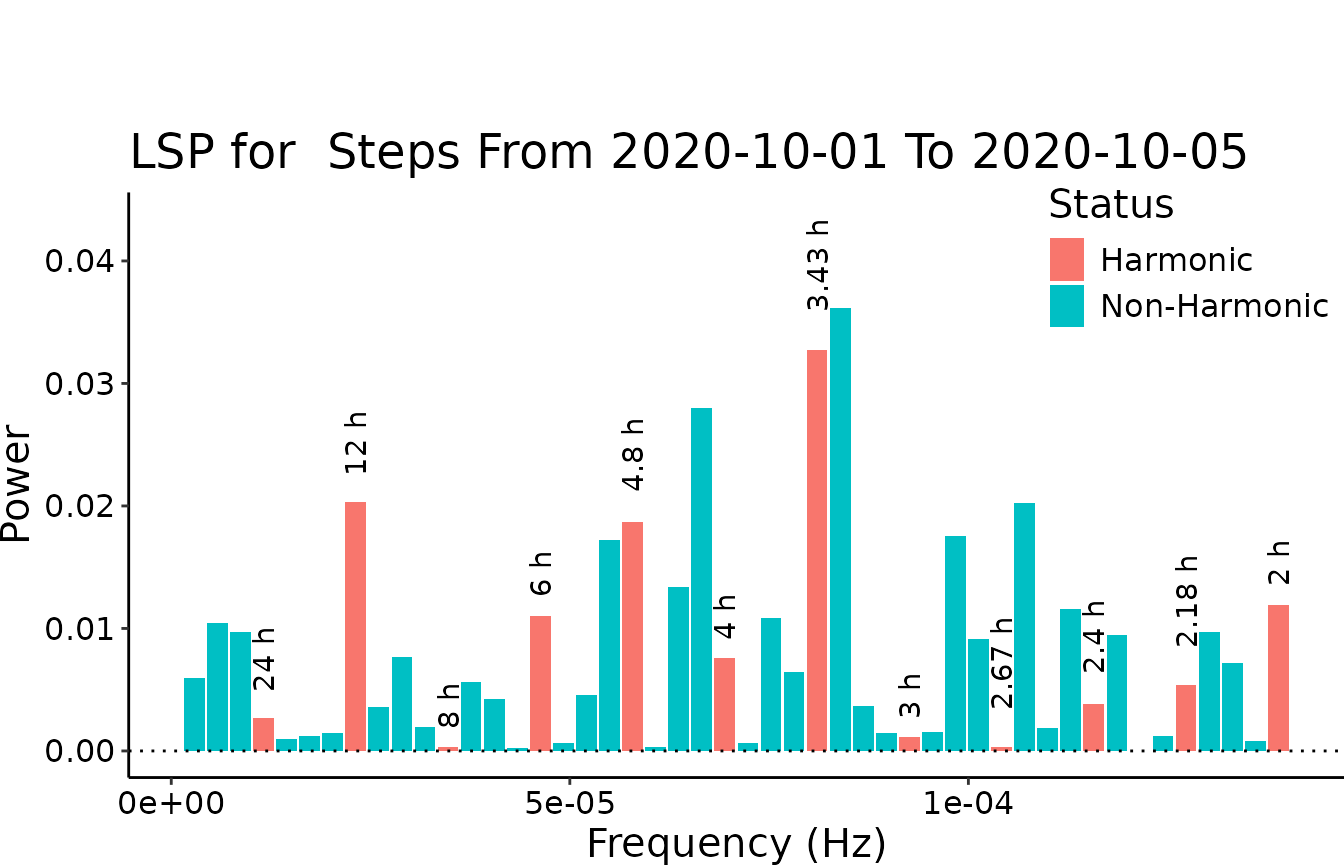 LSP for  Steps From 2020-10-01 To 2020-10-05
Status
Harmonic
Non-Harmonic
Power
0.04
0.03
0.02
0.01
0.00
24 h
12 h
8 h
6 h
4.8 h
4 h
3.43 h
3 h
2.67 h
2.4 h
2.18 h
2 h
0e+00
5e-05
1e-04
Frequency (Hz)